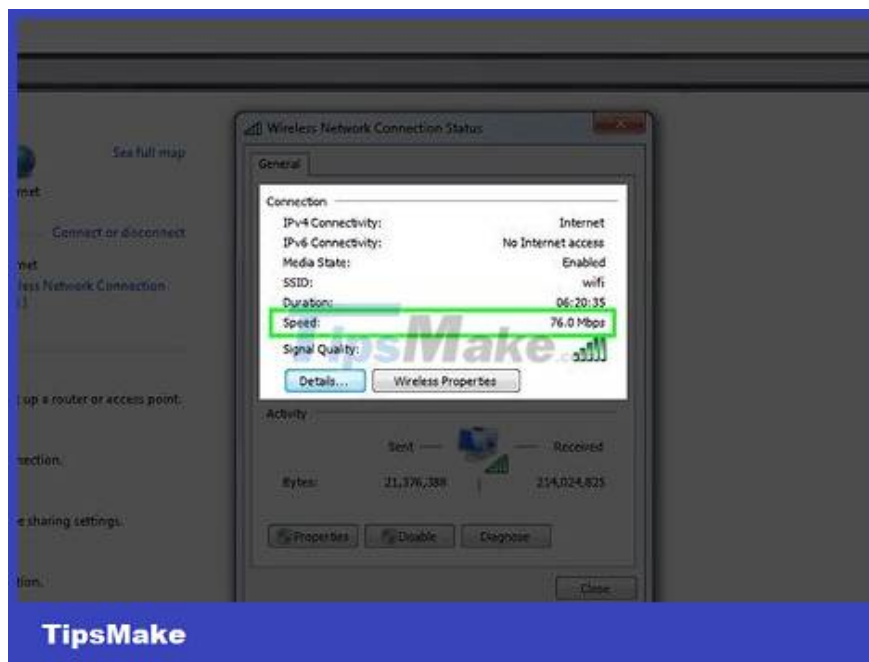 Wireless Network Connection Status
See full map
General
rnet
Connection
IPv4 Connectivity: Internet
Connect or disconnect
IPv6 Connectivity: No Internet access
rnet
Media State: Enabled
less Network Connection
SSID: wifi
Duration: 06:20:35
Speed: 76.0 Mbps
TipsMake.com
Signal Quality:
Details... Wireless Properties
t up a router or access point.
Activity
Sent Received
nection.
Bytes: 21,376,388 214,024,825
e sharing settings.
Properties Disable Diagnose
tion.
Close
TipsMake